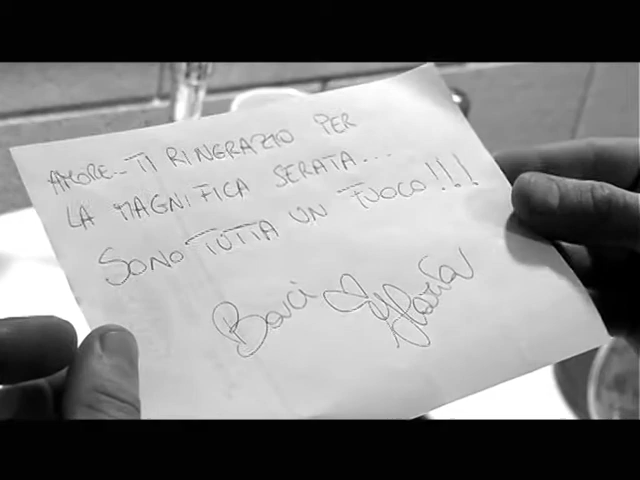 AMORE.. TI RINGRAZIO PER
LA MAGNIFICA SERATA...
SONO TUTTA UN FUOCO!!!
Baci